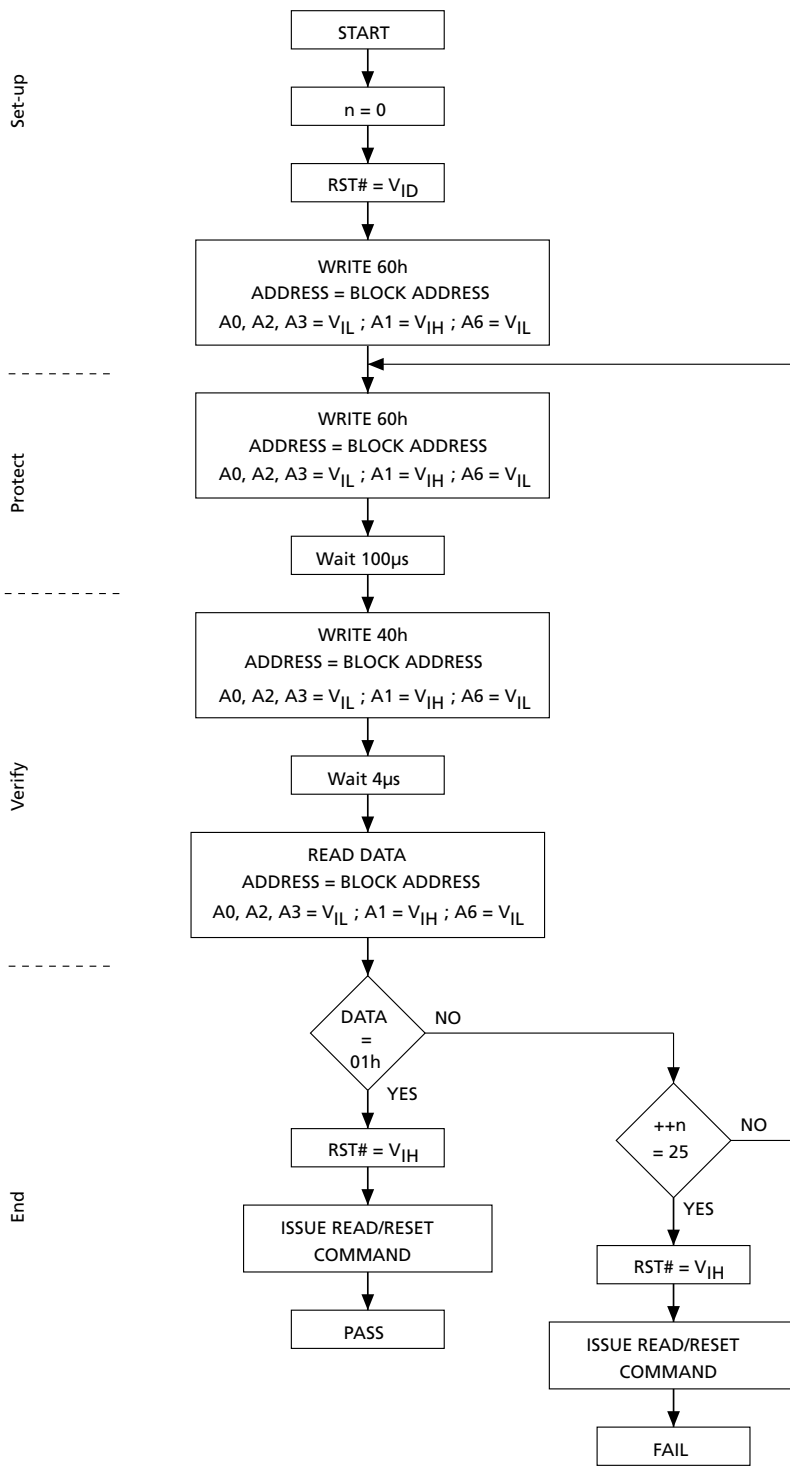 Set-up
START
n = 0
RST# = VID
WRITE 60h
ADDRESS = BLOCK ADDRESS
A0, A2, A3 = VIL ; A1 = VIH ; A6 = VIL
Protect
WRITE 60h
ADDRESS = BLOCK ADDRESS
A0, A2, A3 = VIL ; A1 = VIH ; A6 = VIL
Wait 100µs
Verify
WRITE 40h
ADDRESS = BLOCK ADDRESS
A0, A2, A3 = VIL ; A1 = VIH ; A6 = VIL
Wait 4µs
READ DATA
ADDRESS = BLOCK ADDRESS
A0, A2, A3 = VIL ; A1 = VIH ; A6 = VIL
End
DATA
=
01h
NO
YES
RST# = VIH
ISSUE READ/RESET
COMMAND
PASS
++n
= 25
NO
YES
RST# = VIH
ISSUE READ/RESET
COMMAND
FAIL